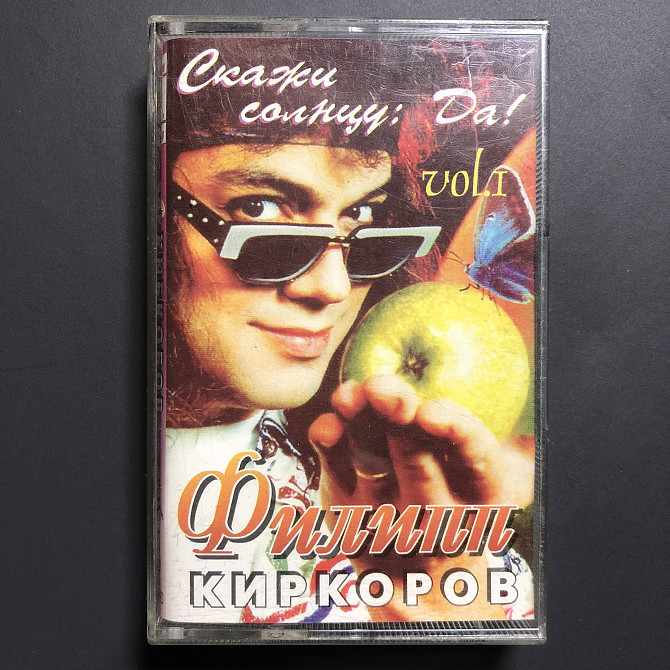 Скажи
солнцу: Да!
vol.1
Филипп
КИРКОРОВ